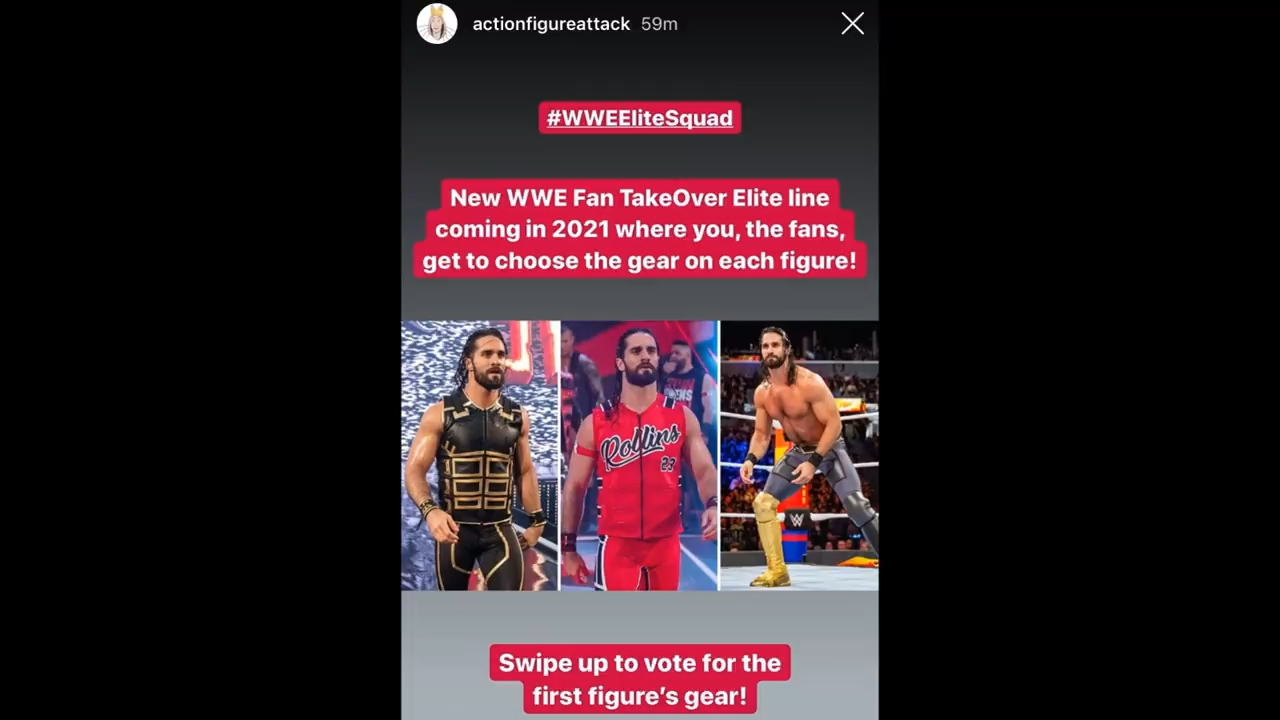 actionfigureattack 59m
#WWEEliteSquad
New WWE Fan TakeOver Elite line
coming in 2021 where you, the fans,
get to choose the gear on each figure!
Rollins
23
W
Swipe up to vote for the
first figure's gear!